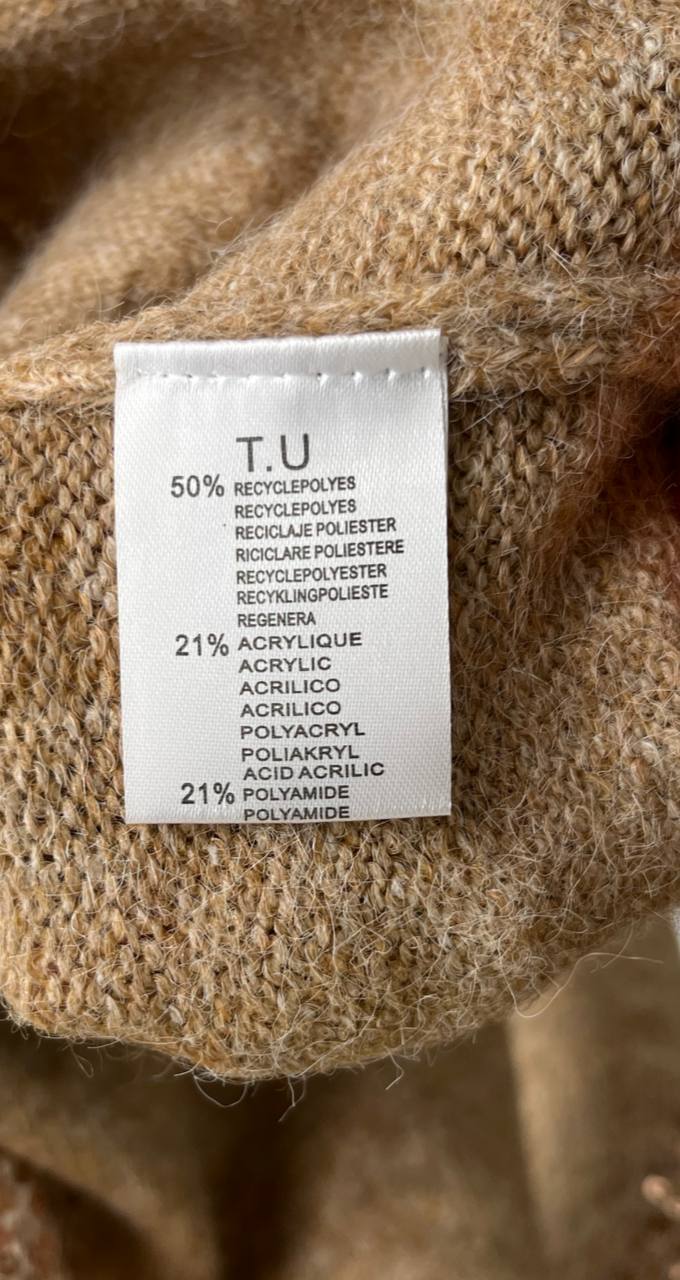 T.U
50% RECYCLEPOLYES
RECYCLEPOLYES
RECICLAJE POLIESTER
RICICLARE POLIESTERE
RECYCLEPOLYESTER
RECYKLINGPOLIESTE
REGENERA
21% ACRYLIQUE
ACRYLIC
ACRILICO
ACRILICO
POLYACRYL
POLIAKRYL
ACID ACRILIC
21% POLYAMIDE
POLYAMIDE